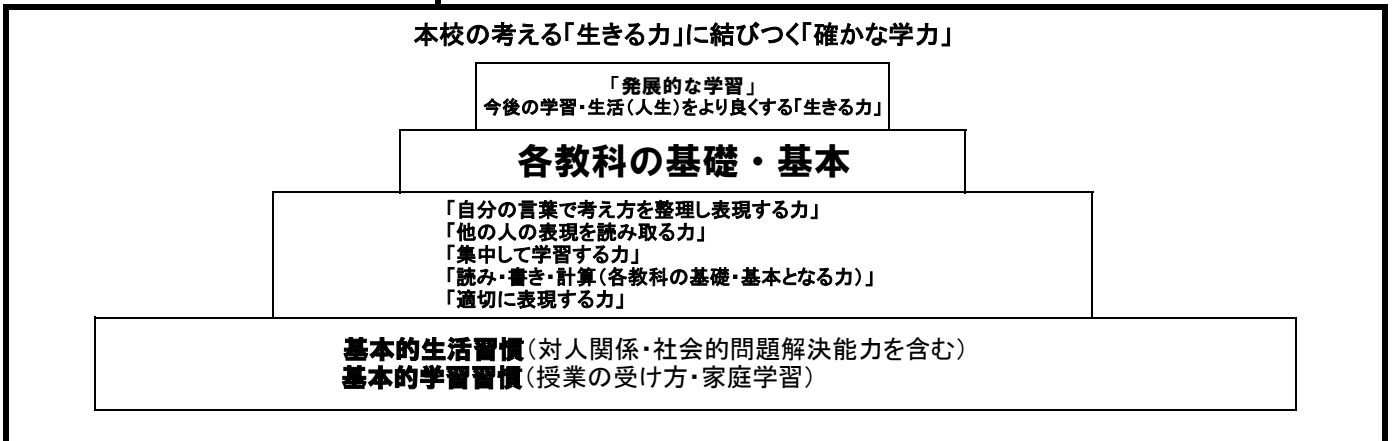 本校の考える「生きる力」に結びつく「確かな学力」
「発展的な学習」
今後の学習・生活(人生)をより良くする「生きる力」
各教科の基礎・基本
「自分の言葉で考え方を整理し表現する力」
「他の人の表現を読み取る力」
「集中して学習する力」
「読み・書き・計算(各教科の基礎・基本となる力)」
「適切に表現する力」
基本的生活習慣(対人関係・社会的問題解決能力を含む)
基本的学習習慣(授業の受け方・家庭学習)